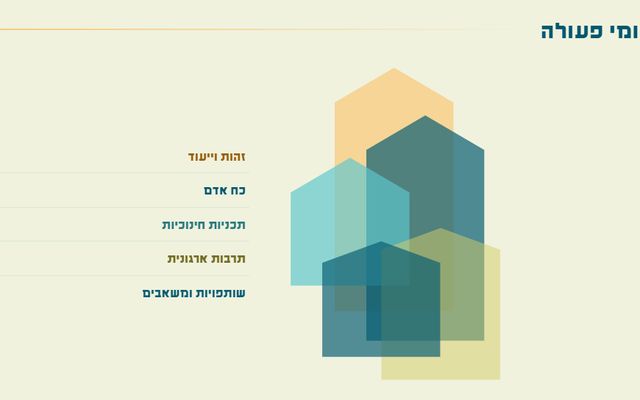 ומי פעולה
זהות וייעוד
כח אדם
תכניות חינוכיות
תרבות ארגונית
שותפויות ומשאבים